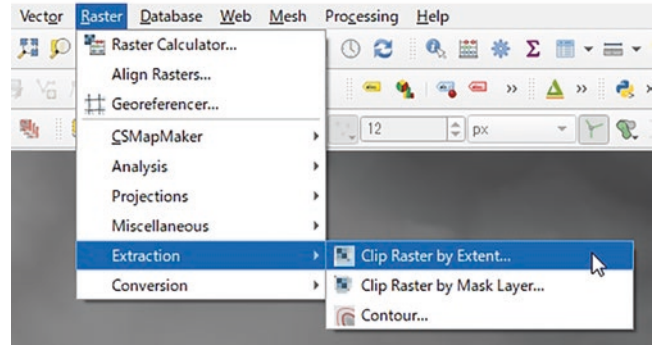 Vector Raster Database Web Mesh Processing Help
Raster Calculator...
Align Rasters...
Georeferencer...
12 px
CSMapMaker
Analysis
Projections
Miscellaneous
Extraction
Clip Raster by Extent...
Conversion
Clip Raster by Mask Layer...
Contour...